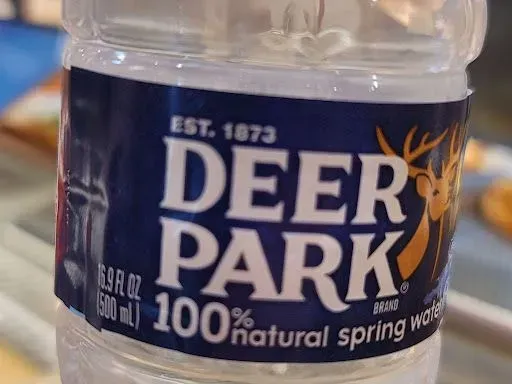 EST. 1873
DEER
PARK®
BRAND
16.9 FL OZ
(500 mL)
100%
natural spring water